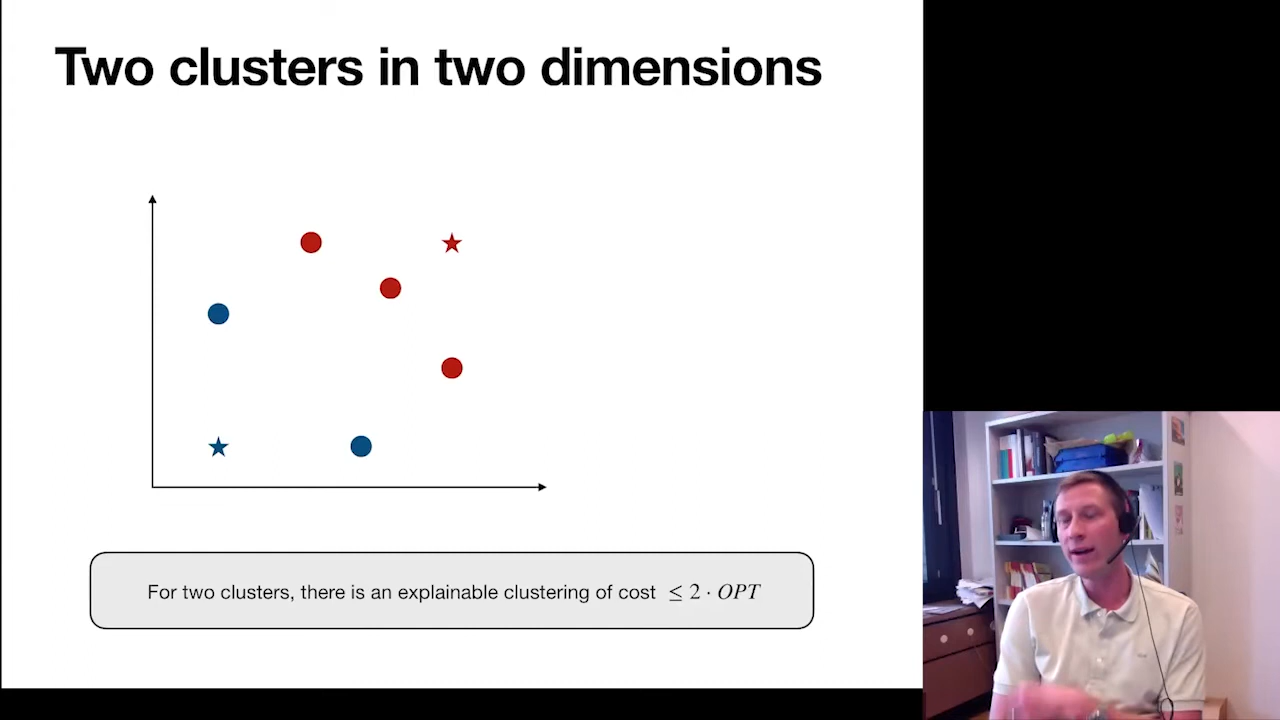 Two clusters in two dimensions
For two clusters, there is an explainable clustering of cost ≤ 2 · OPT